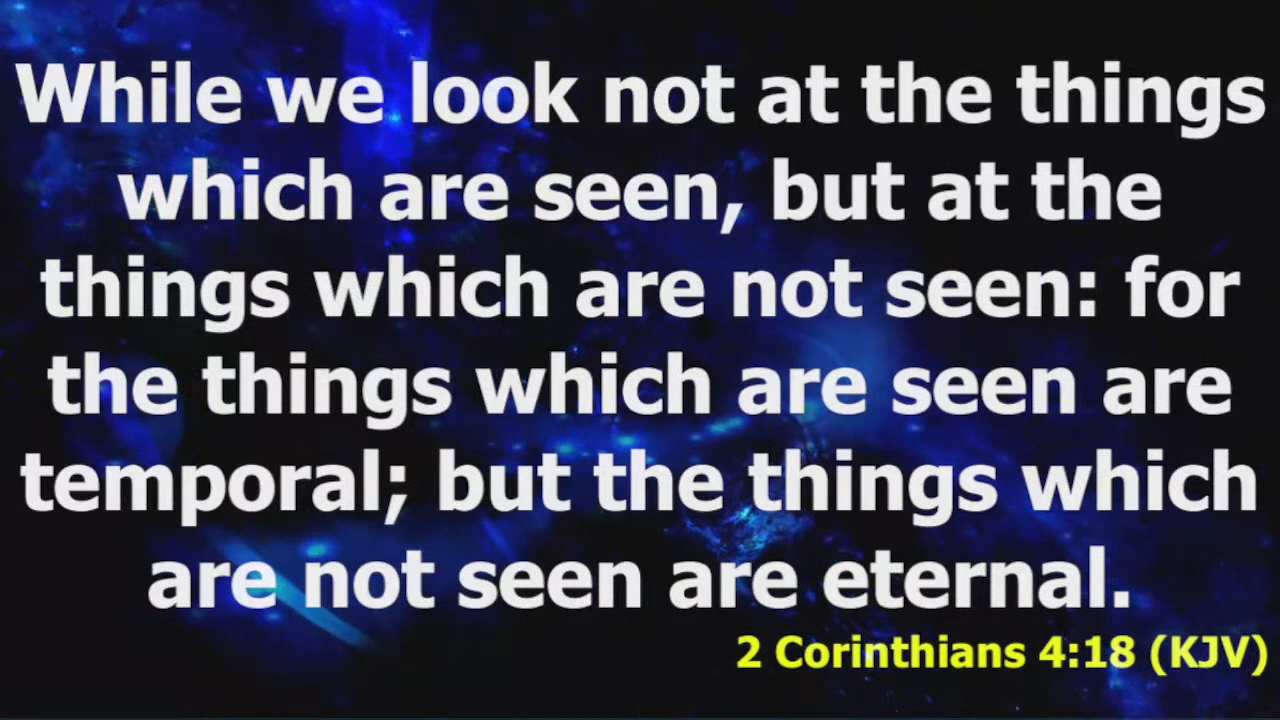 While we look not at the things
which are seen, but at the
things which are not seen: for
the things which are seen are
temporal; but the things which
are not seen are eternal.
2 Corinthians 4:18 (KJV)